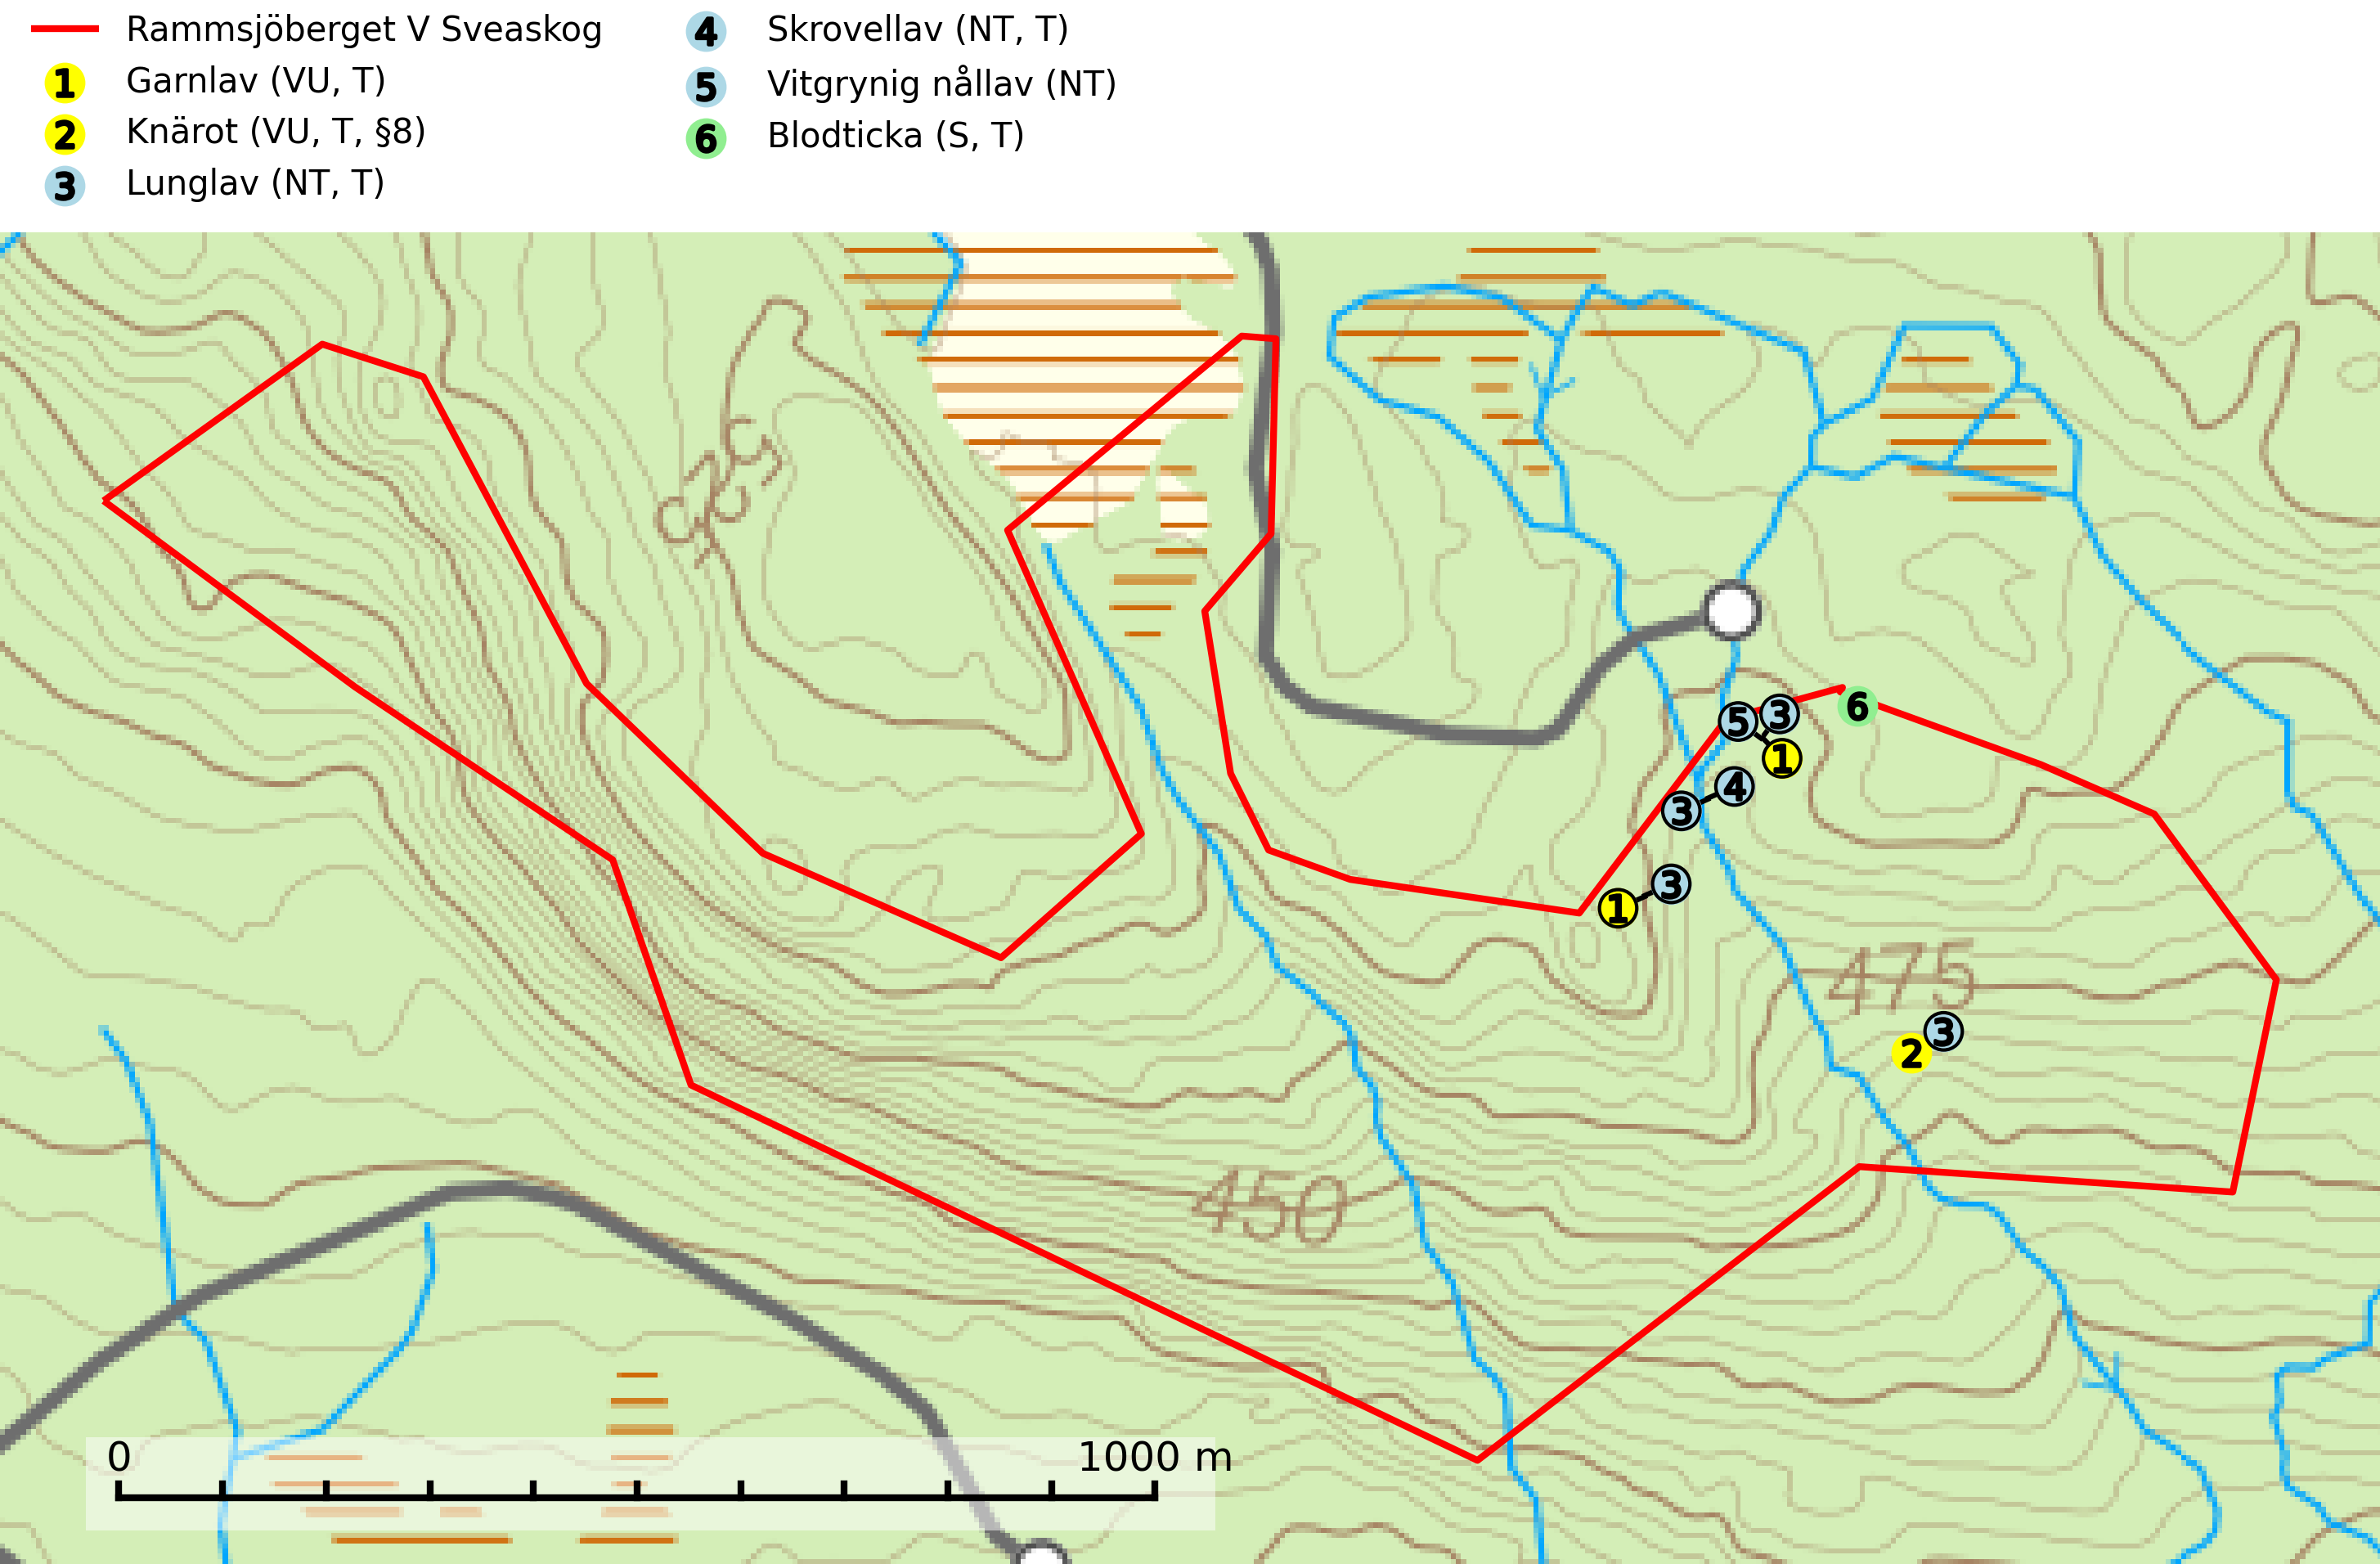 Rammsjöberget V Sveaskog
1 Garnlav (VU, T)
2 Knärot (VU, T, §8)
3 Lunglav (NT, T)
4 Skrovellav (NT, T)
5 Vitgrynig nållav (NT)
6 Blodticka (S, T)
5 3 6
1
4
3
3
1
475
3
2
450
0 1000 m